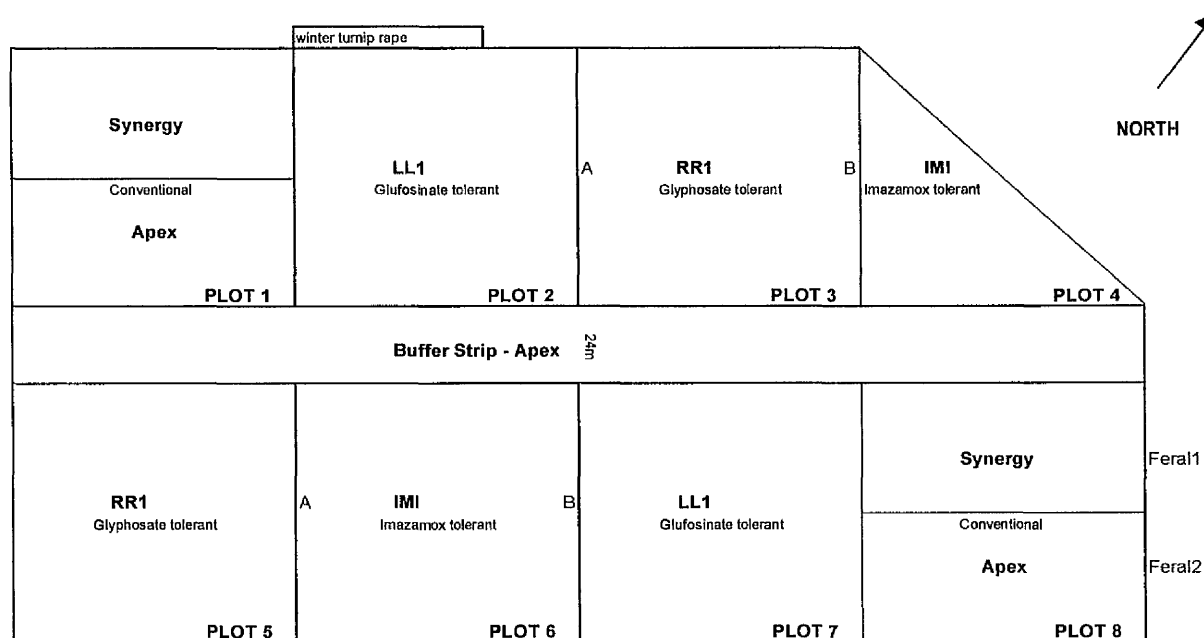 winter turnip rape
NORTH
Synergy
Conventional
Apex
PLOT 1
LL1
Glufosinate tolerant
PLOT 2
A
RR1
Glyphosate tolerant
PLOT 3
B
IMI
Imazamox tolerant
PLOT 4
Buffer Strip - Apex
24m
RR1
Glyphosate tolerant
PLOT 5
A
IMI
Imazamox tolerant
PLOT 6
B
LL1
Glufosinate tolerant
PLOT 7
Synergy
Conventional
Apex
PLOT 8
Feral1
Feral2